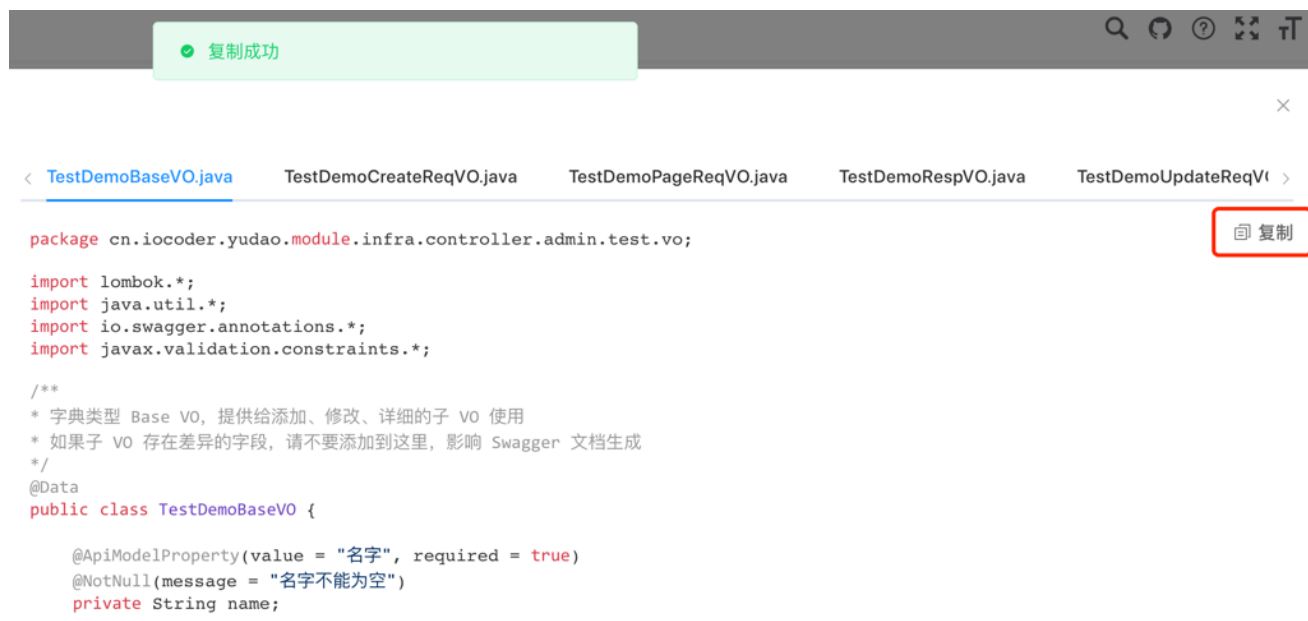 复制成功
TestDemoBaseVO.java TestDemoCreateReqVO.java TestDemoPageReqVO.java TestDemoRespVO.java TestDemoUpdateReqV
复制
package cn.iocoder.yudao.module.infra.controller.admin.test.vo;
import lombok.*;
import java.util.*;
import io.swagger.annotations.*;
import javax.validation.constraints.*;
/**
* 字典类型 Base VO，提供给添加、修改、详细的子 VO 使用
* 如果子 VO 存在差异的字段，请不要添加到这里，影响 Swagger 文档生成
*/
@Data
public class TestDemoBaseVO {
@ApiModelProperty(value = "名字", required = true)
@NotNull(message = "名字不能为空")
private String name;